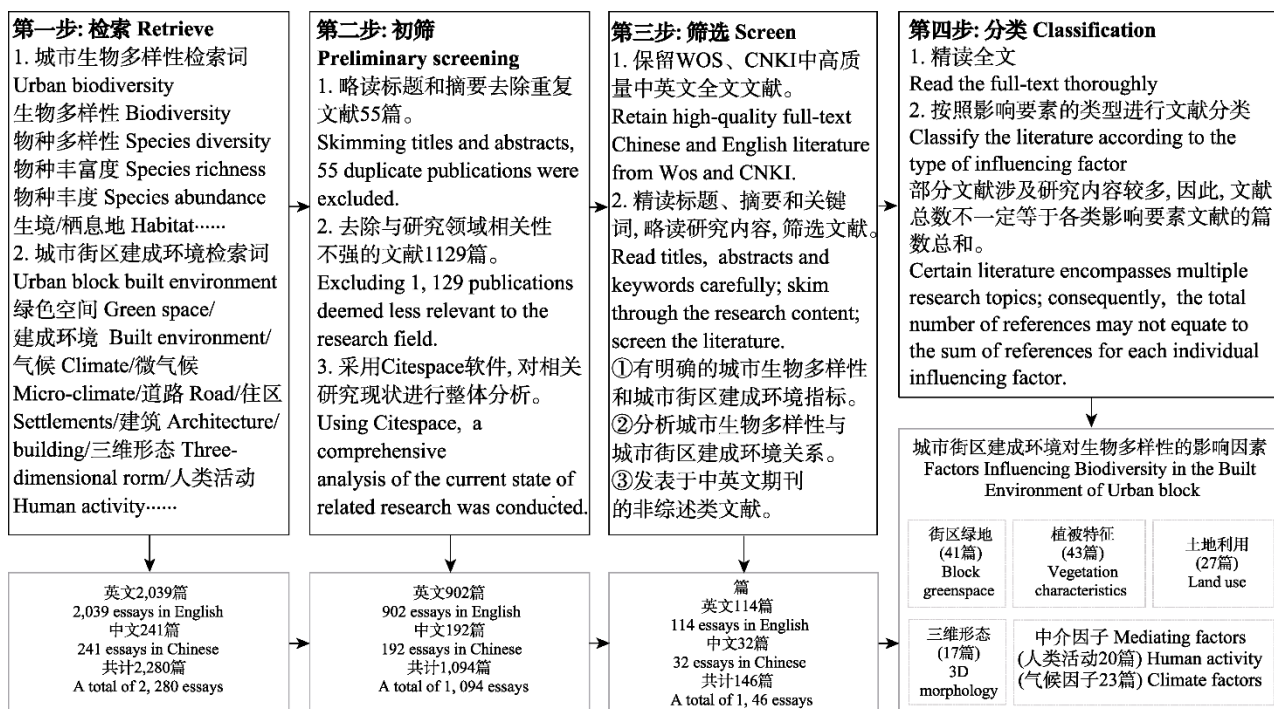 第一步: 检索 Retrieve
1. 城市生物多样性检索词
Urban biodiversity
生物多样性 Biodiversity
物种多样性 Species diversity
物种丰富度 Species richness
物种丰度 Species abundance
生境/栖息地 Habitat……
2. 城市街区建成环境检索词
Urban block built environment
绿色空间 Green space/
建成环境 Built environment/
气候 Climate/微气候
Micro-climate/道路 Road/住区
Settlements/建筑 Architecture/
building/三维形态 Three-
dimensional rorm/人类活动
Human activity……
英文2,039篇
2,039 essays in English
中文241篇
241 essays in Chinese
共计2,280篇
A total of 2, 280 essays
第二步: 初筛
Preliminary screening
1. 略读标题和摘要去除重复
文献55篇。
Skimming titles and abstracts,
55 duplicate publications were
excluded.
2. 去除与研究领域相关性
不强的文献1129篇。
Excluding 1, 129 publications
deemed less relevant to the
research field.
3. 采用Citespace软件, 对相关
研究现状进行整体分析。
Using Citespace, a
comprehensive
analysis of the current state of
related research was conducted.
英文902篇
902 essays in English
中文192篇
192 essays in Chinese
共计1,094篇
A total of 1, 094 essays
第三步: 筛选 Screen
1. 保留WOS、CNKI中高质
量中英文全文文献。
Retain high-quality full-text
Chinese and English literature
from Wos and CNKI.
2. 精读标题、摘要和关键
词, 略读研究内容, 筛选文献。
Read titles, abstracts and
keywords carefully; skim
through the research content;
screen the literature.
①有明确的城市生物多样性
和城市街区建成环境指标。
②分析城市生物多样性与
城市街区建成环境关系。
③发表于中英文期刊
的非综述类文献。
篇
英文114篇
114 essays in English
中文32篇
32 essays in Chinese
共计146篇
A total of 1, 46 essays
第四步: 分类 Classification
1. 精读全文
Read the full-text thoroughly
2. 按照影响要素的类型进行文献分类
Classify the literature according to the
type of influencing factor
部分文献涉及研究内容较多, 因此, 文献
总数不一定等于各类影响要素文献的篇
数总和。
Certain literature encompasses multiple
research topics; consequently, the total
number of references may not equate to
the sum of references for each individual
influencing factor.
城市街区建成环境对生物多样性的影响因素
Factors Influencing Biodiversity in the Built
Environment of Urban block
街区绿地
(41篇)
Block
greenspace
植被特征
(43篇)
Vegetation
characteristics
土地利用
(27篇)
Land use
三维形态
(17篇)
3D
morphology
中介因子 Mediating factors
(人类活动20篇) Human activity
(气候因子23篇) Climate factors